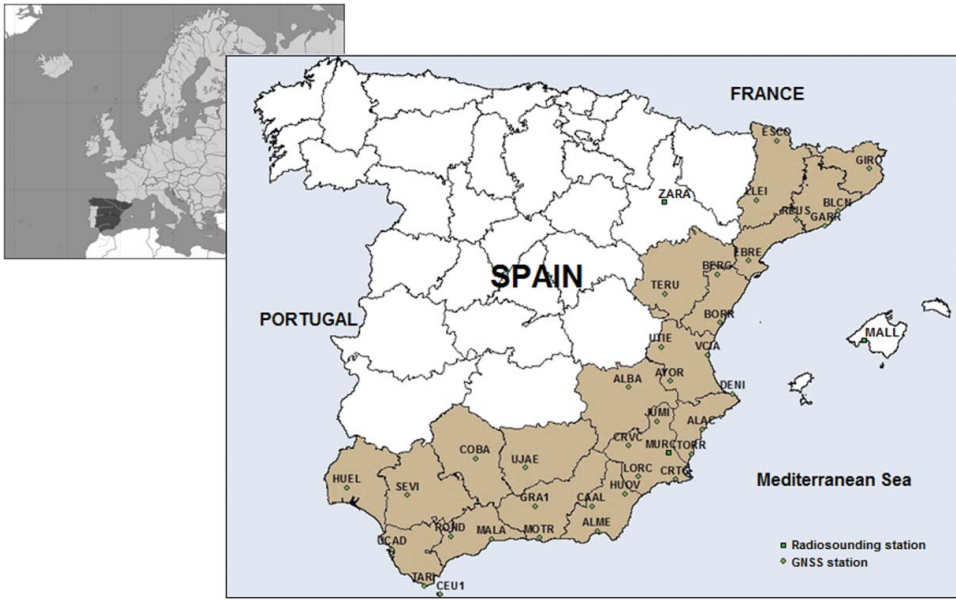 FRANCE
ESCO
GIRO
ZARA
LLEI
BLCN
REUS
GARR
EBRE
BERG
SPAIN
TERU
PORTUGAL
BORR
MALL
UTIE
VCIA
ALBA
AYOR
DENI
JUMI
ALAC
CRVC
MURC
TORR
COBA
UJAE
LORC
CRTG
Mediterranean Sea
HUEL
SEVI
HUOV
GRA1
CAAL
ROND
MALA
MOTR
ALME
UCAD
Radiosounding station
GNSS station
TARI
CEU1